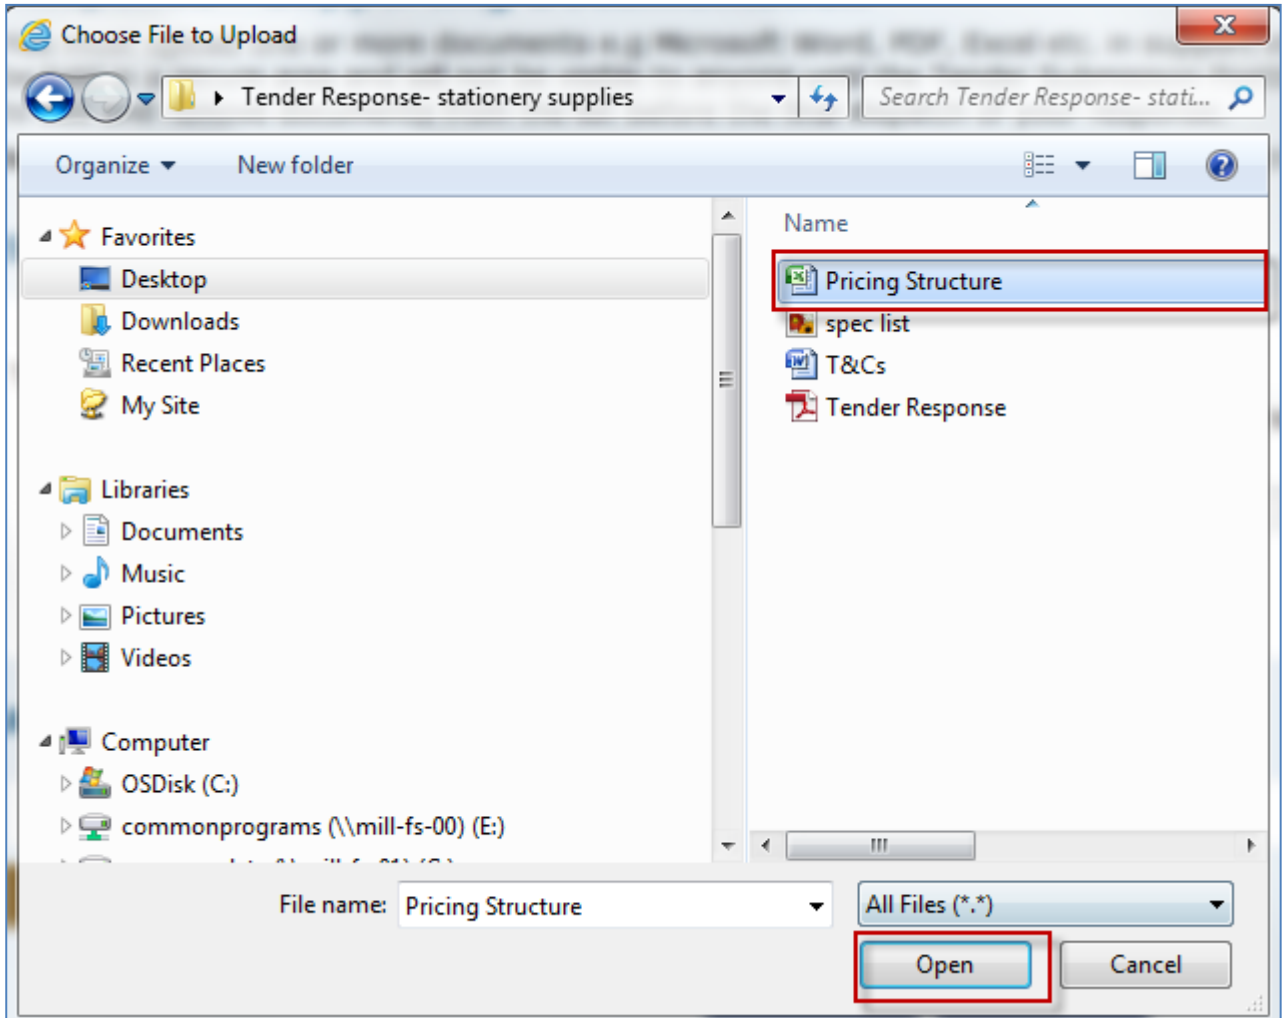 Choose File to Upload
Tender Response- stationery supplies
Search Tender Response- stati...
Organize
New folder
Favorites
Desktop
Downloads
Recent Places
My Site
Libraries
Documents
Music
Pictures
Videos
Computer
OSDisk (C:)
commonprograms (\\mill-fs-00) (E:)
Name
Pricing Structure
spec list
T&Cs
Tender Response
File name: Pricing Structure
All Files (*.*)
Open
Cancel